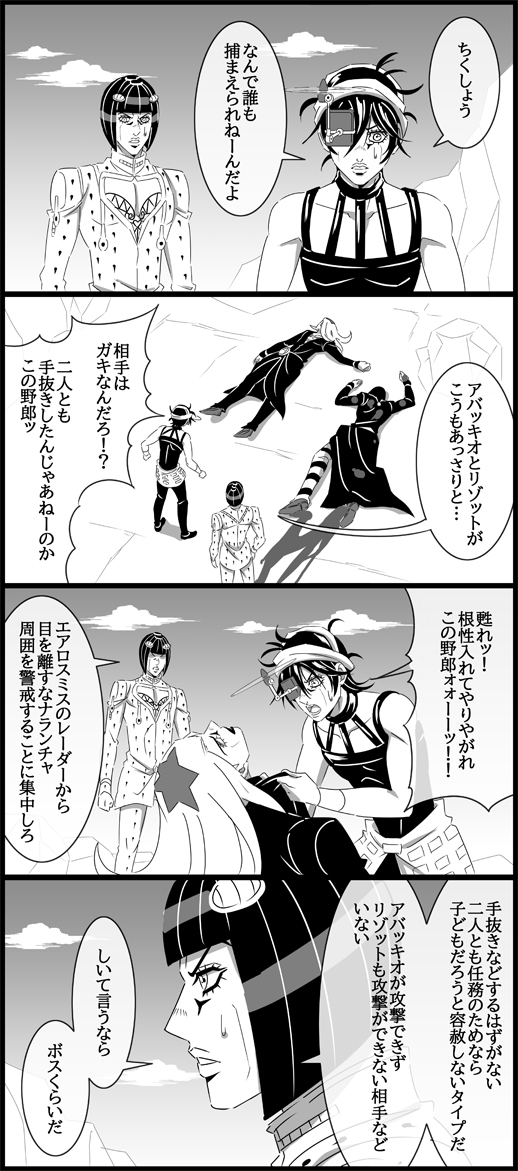 ちくしょう
なんで誰も
捕まえられねーんだよ
アバッキオとリゾットが
こうもあっさりと…
相手は
ガキなんだろ!?
二人とも
手抜きしたんじゃあねーのか
この野郎ッ
甦れッ!
根性入れてやりやがれ
この野郎ォォーーッ!!
エアロスミスのレーダーから
目を離すなナランチャ
周囲を警戒することに集中しろ
手抜きなどするはずがない
二人とも任務のためなら
子どもだろうと容赦しないタイプだ
アバッキオが攻撃できず
リゾットも攻撃ができない相手など
いない
しいて言うなら
ボスくらいだ